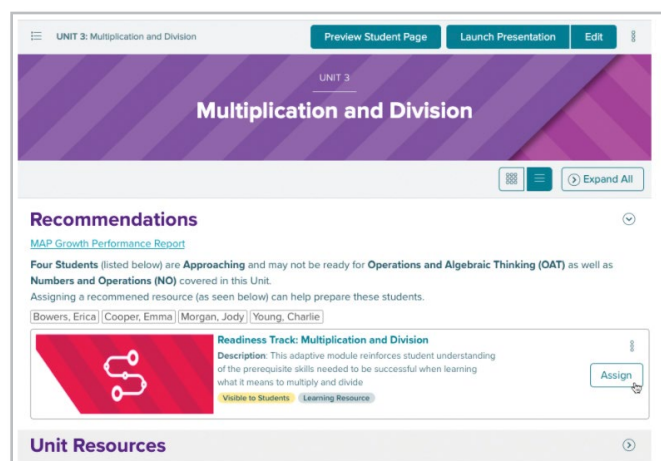 UNIT 3: Multiplication and Division
Preview Student Page
Launch Presentation
Edit
UNIT 3
Multiplication and Division
Expand All
Recommendations
MAP Growth Performance Report
Four Students (listed below) are Approaching and may not be ready for Operations and Algebraic Thinking (OAT) as well as
Numbers and Operations (NO) covered in this Unit.
Assigning a recommened resource (as seen below) can help prepare these students.
Bowers, Erica Cooper, Emma Morgan, Jody Young, Charlie
Readiness Track: Multiplication and Division
Description: This adaptive module reinforces student understanding
of the prerequisite skills needed to be successful when learning
what it means to multiply and divide
Assign
Visible to Students Learning Resource
Unit Resources